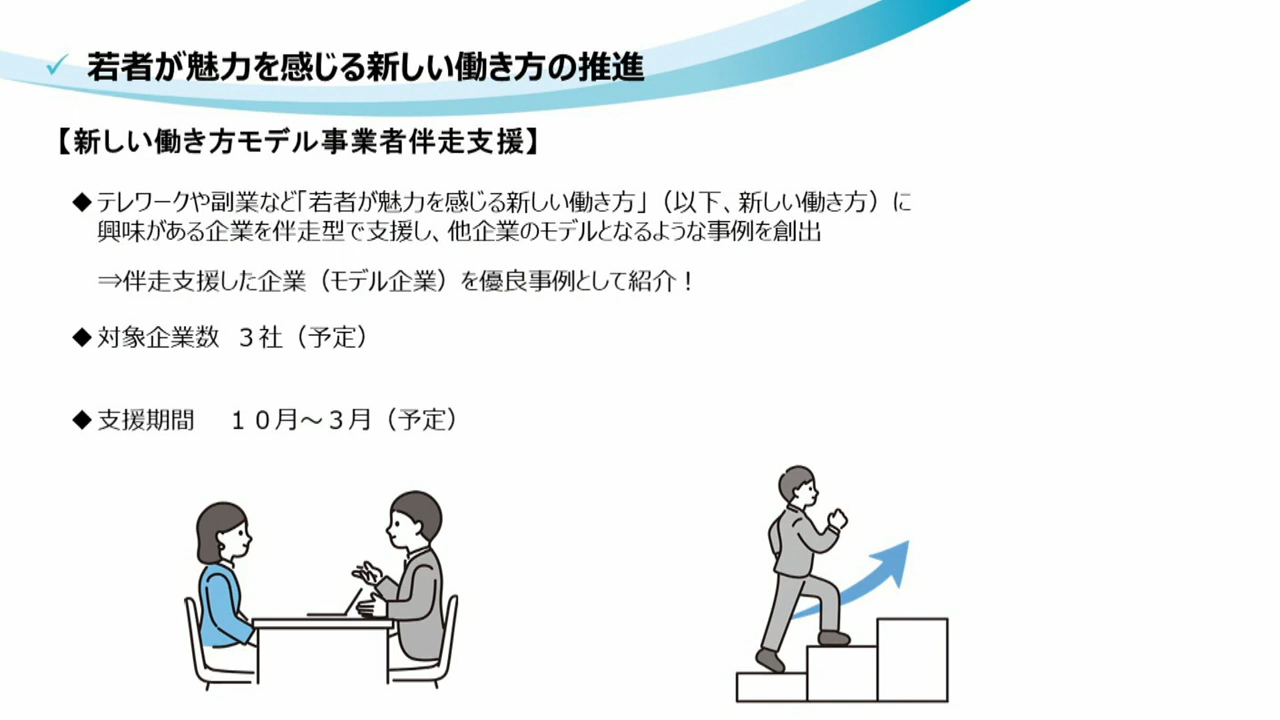 ✓ 若者が魅力を感じる新しい働き方の推進
【新しい働き方モデル事業者伴走支援】
◆テレワークや副業など「若者が魅力を感じる新しい働き方」（以下、新しい働き方）に
興味がある企業を伴走型で支援し、他企業のモデルとなるような事例を創出
⇒伴走支援した企業（モデル企業）を優良事例として紹介！
◆対象企業数　３社（予定）
◆支援期間　１０月～３月（予定）